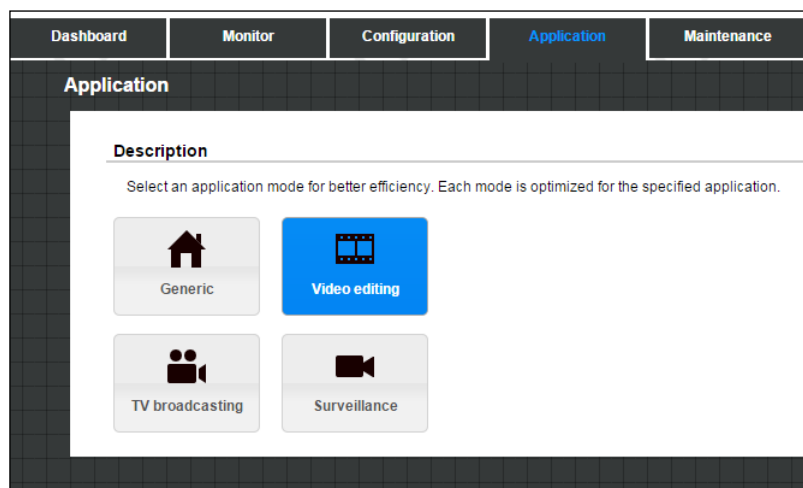 Dashboard Monitor Configuration Application Maintenance
Application
Description
Select an application mode for better efficiency. Each mode is optimized for the specified application.
Generic Video editing
TV broadcasting Surveillance